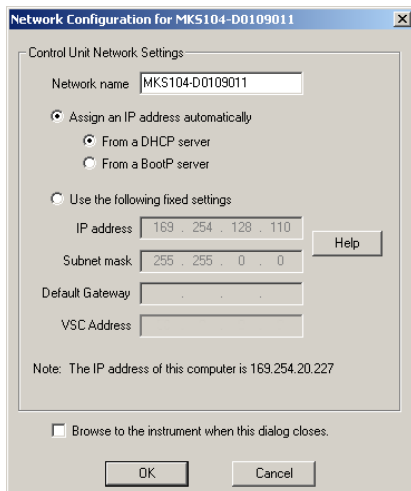 Network Configuration for MKS104-D0109011
Control Unit Network Settings
Network name MKS104-D0109011
Assign an IP address automatically
From a DHCP server
From a BootP server
Use the following fixed settings
IP address 169 . 254 . 128 . 110
Help
Subnet mask 255 . 255 . 0 . 0
Default Gateway . . .
VSC Address
Note: The IP address of this computer is 169.254.20.227
Browse to the instrument when this dialog closes.
OK Cancel